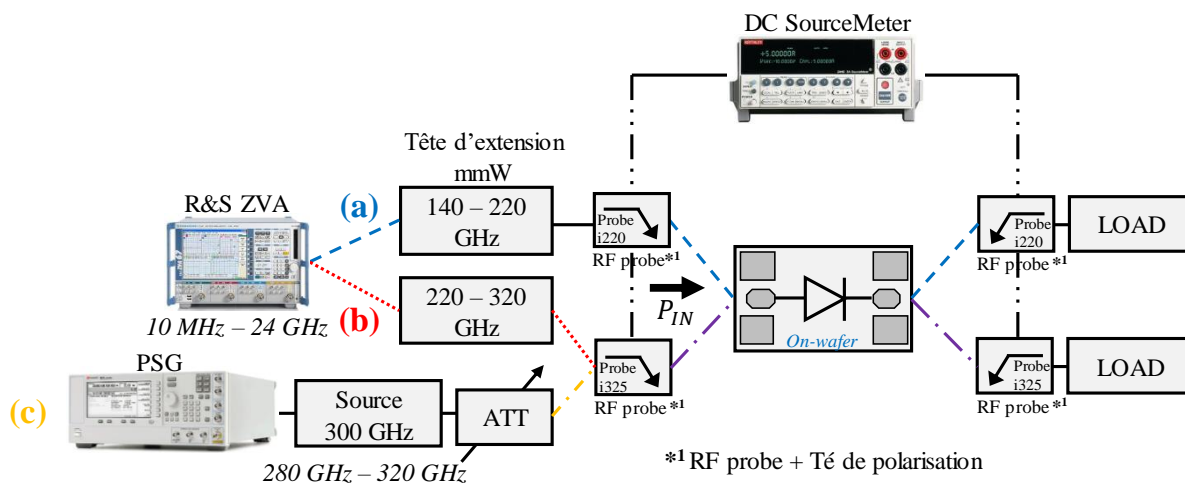 DC SourceMeter
Tête d'extension
mmW
R&S ZVA
(a)
140 – 220
GHz
Probe
i220
RF probe*1
Probe
i220
RF probe*1
LOAD
10 MHz – 24 GHz
(b)
220 – 320
GHz
PIN
On-wafer
PSG
(c)
Source
300 GHz
ATT
Probe
i325
RF probe*1
Probe
i325
RF probe*1
LOAD
280 GHz – 320 GHz
*1 RF probe + Té de polarisation